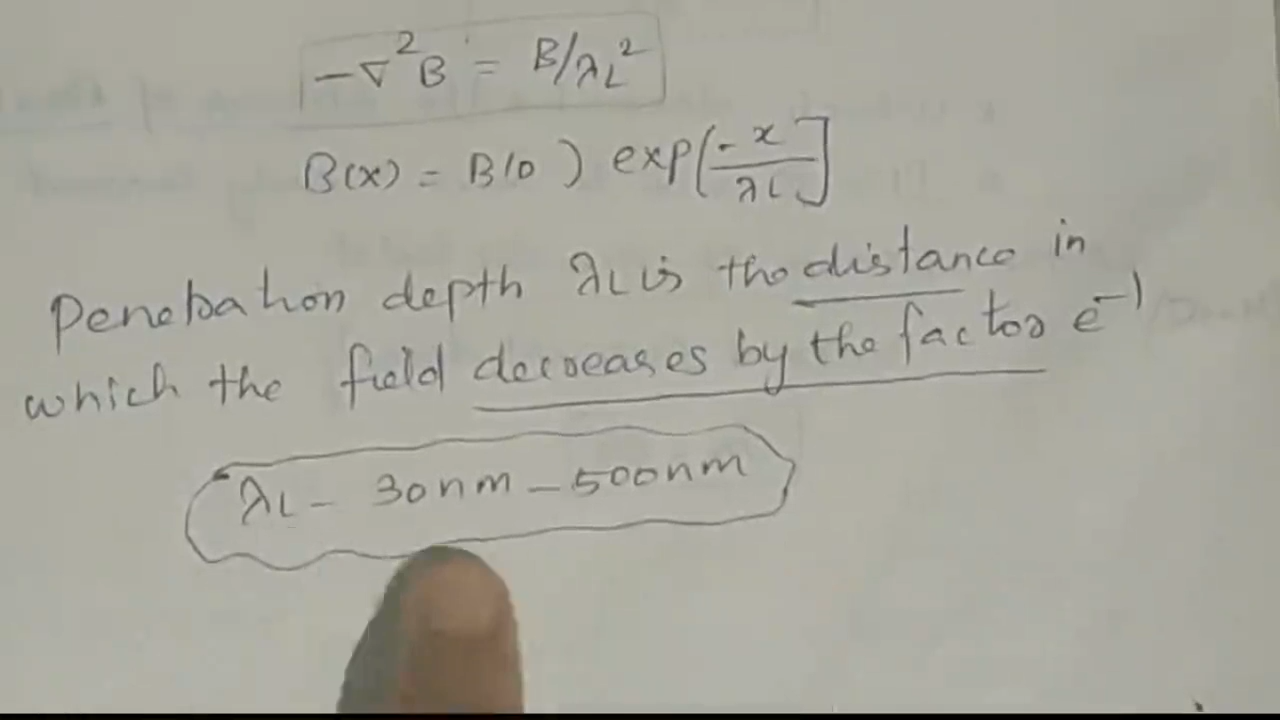 -∇²B = B/λL²
B(x) = B(0) exp(-x/λL]
Penetration depth λL is the distance in
which the field decreases by the factor e⁻¹
λL - 30nm - 500nm